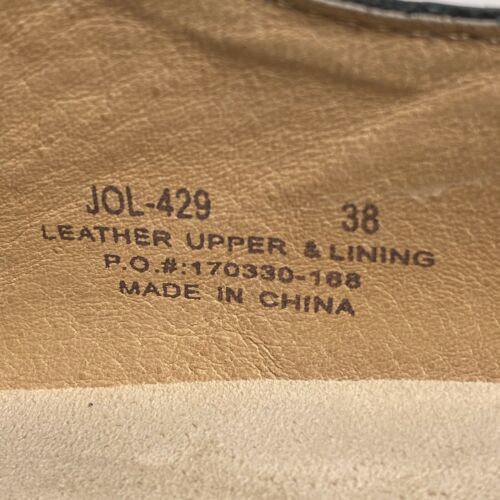 JOL-429 38
LEATHER UPPER & LINING
P.O.#:170330-168
MADE IN CHINA